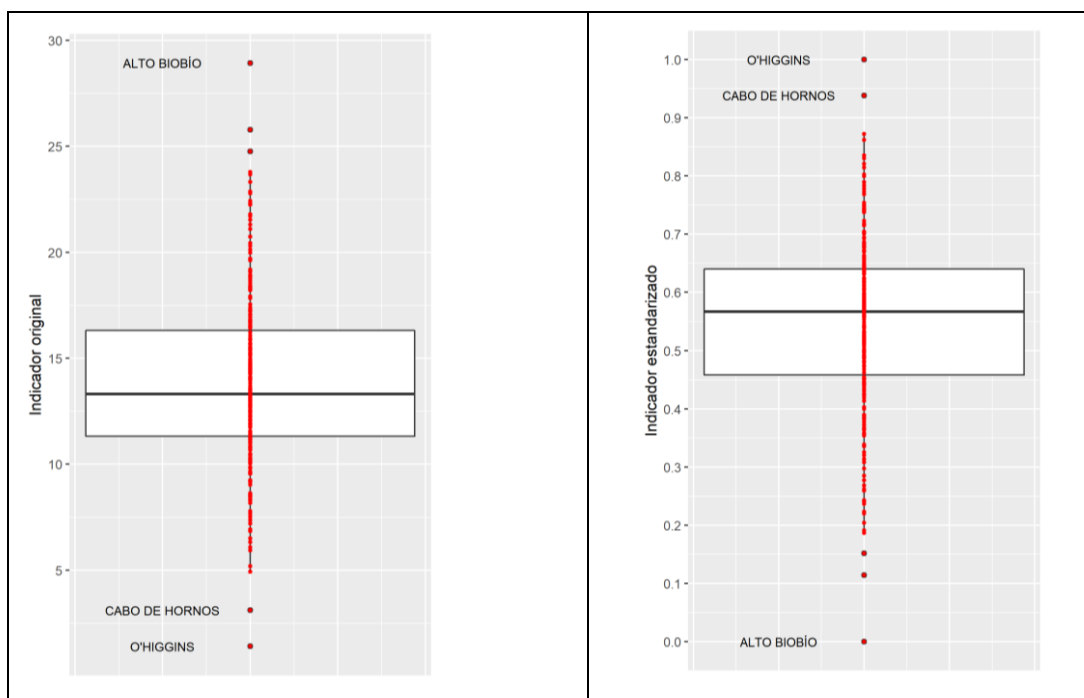 30
ALTO BIOBÍO
25
20
15
10
5
CABO DE HORNOS
O'HIGGINS
Indicador original
1.0
O'HIGGINS
CABO DE HORNOS
0.9
0.8
0.7
0.6
0.5
0.4
0.3
0.2
0.1
0.0
ALTO BIOBÍO
Indicador estandarizado